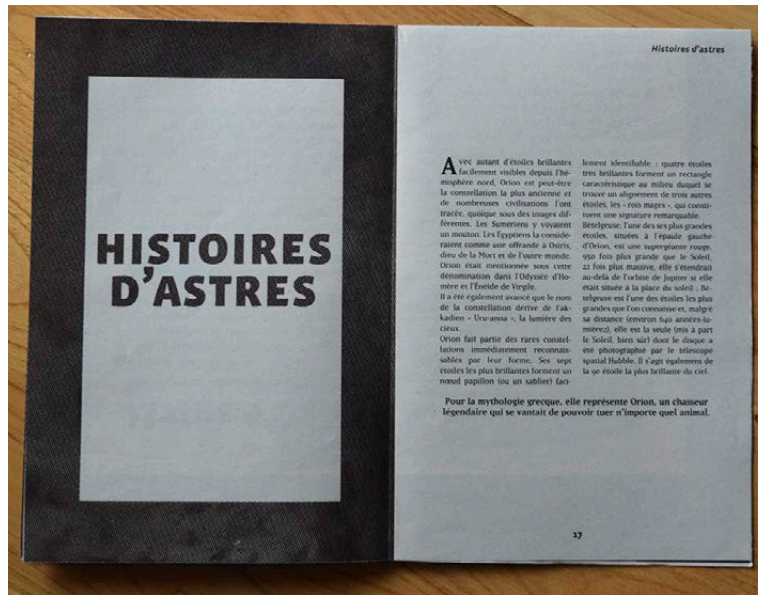 HISTOIRES
D'ASTRES
Histoires d'astres
Avec autant d'étoiles brillantes
facilement visibles depuis l'hé-
misphère nord, Orion est peut-être
la constellation la plus ancienne et
de nombreuses civilisations l'ont
tracée, quoique sous des images dif-
férentes. Les Sumériens y voyaient
un mouton. Les Égyptiens la considé-
raient comme une offrande à Osiris,
dieu de la Mort et de l'outre-monde.
Orion était mentionnée sous cette
dénomination dans l'Odyssée d'Ho-
mère et l'Énéide de Virgile.
Il a été également avancé que le nom
de la constellation dérive de l'ak-
kadien « Uru-anna », la lumière des
cieux.
Orion fait partie des rares constel-
lations immédiatement reconnais-
sables par leur forme. Ses sept
étoiles les plus brillantes forment un
nœud papillon (ou un sablier) faci-
lement identifiable : quatre étoiles
très brillantes forment un rectangle
caractéristique au milieu duquel se
trouve un alignement de trois autres
étoiles, les « rois mages », qui consti-
tuent une signature remarquable.
Bételgeuse, l'une des ses plus grandes
étoiles, située à l'épaule gauche
d'Orion, est une supergéante rouge.
950 fois plus grande que le Soleil,
22 fois plus massive, elle s'étendrait
au-delà de l'orbite de Jupiter si elle
était située à la place du soleil ; Bé-
telgeuse est l'une des étoiles les plus
grandes que l'on connaisse et, malgré
sa distance (environ 640 années-lu-
mière2), elle est la seule (mis à part
le Soleil, bien sûr) dont le disque a
été photographié par le télescope
spatial Hubble. Il s'agit également de
la 9e étoile la plus brillante du ciel.
Pour la mythologie grecque, elle représente Orion, un chasseur
légendaire qui se vantait de pouvoir tuer n'importe quel animal.
17